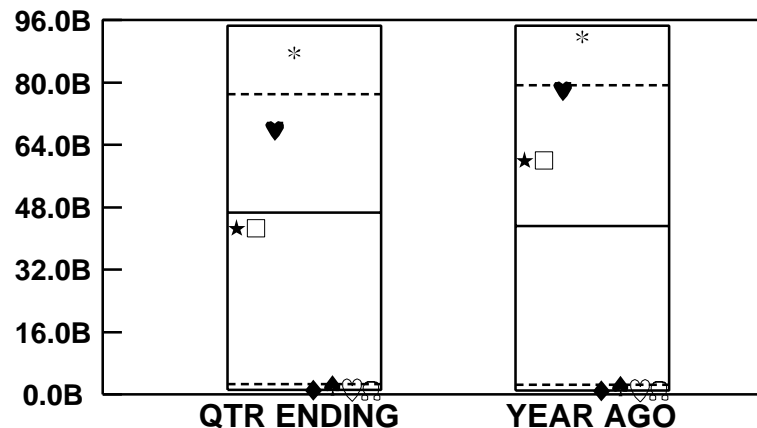 96.0B
80.0B
64.0B
48.0B
32.0B
16.0B
0.0B
QTR ENDING YEAR AGO